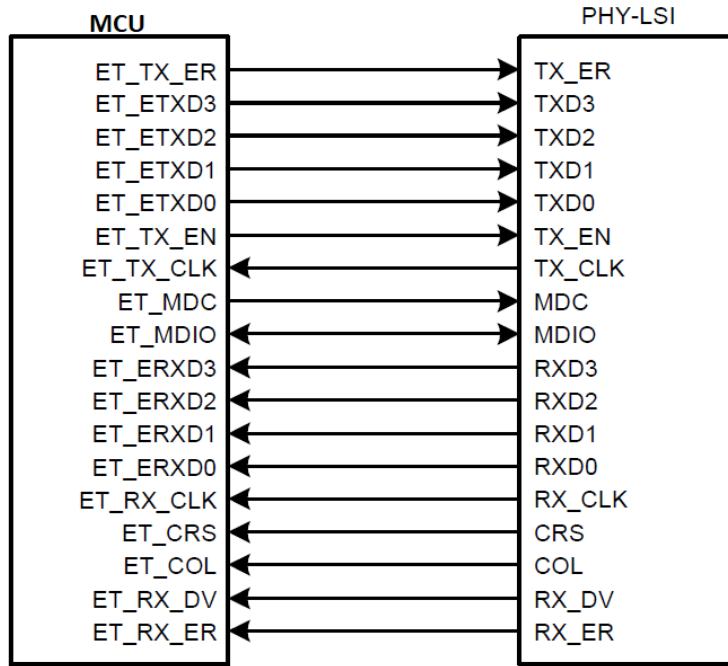 MCU PHY-LSI
ET_TX_ER TX_ER
ET_ETXD3 TXD3
ET_ETXD2 TXD2
ET_ETXD1 TXD1
ET_ETXD0 TXD0
ET_TX_EN TX_EN
ET_TX_CLK TX_CLK
ET_MDC MDC
ET_MDIO MDIO
ET_ERXD3 RXD3
ET_ERXD2 RXD2
ET_ERXD1 RXD1
ET_ERXD0 RXD0
ET_RX_CLK RX_CLK
ET_CRS CRS
ET_COL COL
ET_RX_DV RX_DV
ET_RX_ER RX_ER